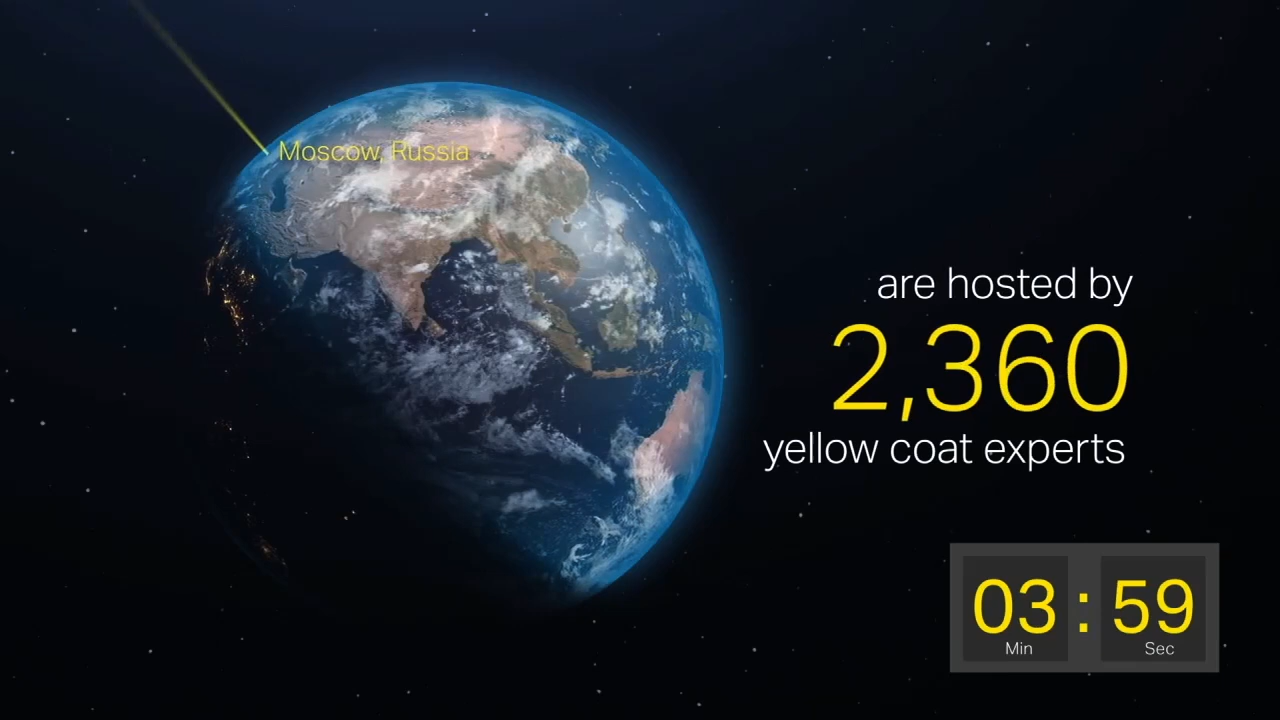 Moscow, Russia
are hosted by
2,360
yellow coat experts
03 : 59
Min Sec